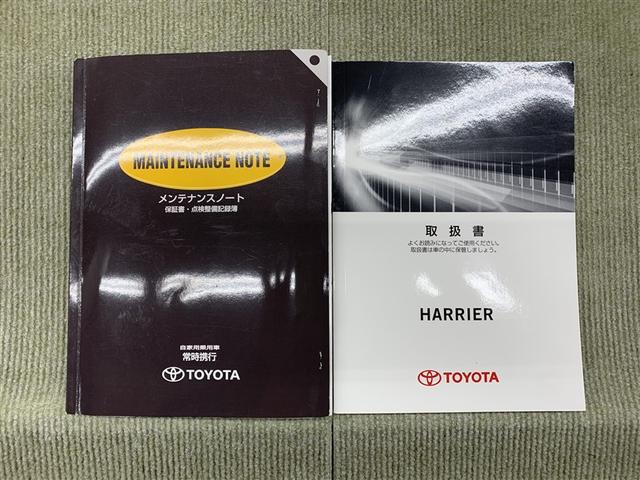 MAINTENANCE NOTE
メンテナンスノート
保証書・点検整備記録簿
自家用乗用車
常時携行
TOYOTA
取扱書
よくお読みになってご使用ください。
取扱書は車の中に保管しましょう。
HARRIER
TOYOTA